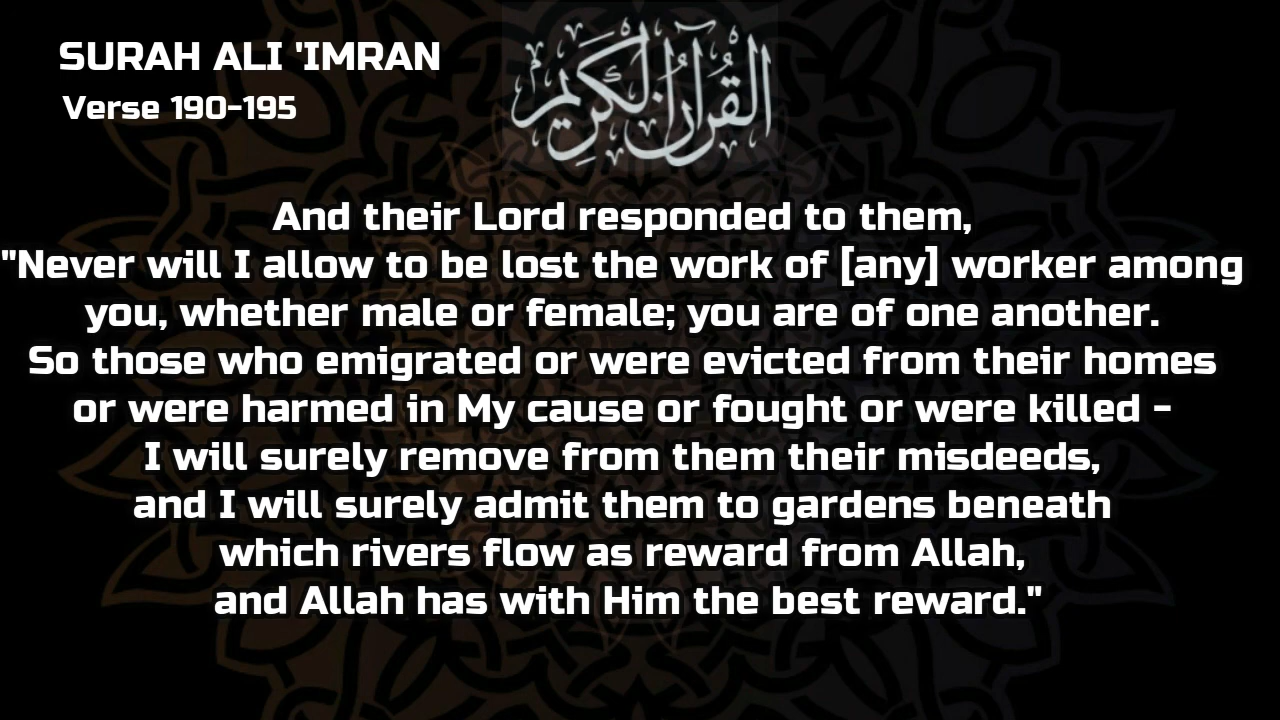 SURAH ALI 'IMRAN
Verse 190-195
القرآن الكريم
And their Lord responded to them,
"Never will I allow to be lost the work of [any] worker among
you, whether male or female; you are of one another.
So those who emigrated or were evicted from their homes
or were harmed in My cause or fought or were killed -
I will surely remove from them their misdeeds,
and I will surely admit them to gardens beneath
which rivers flow as reward from Allah,
and Allah has with Him the best reward."